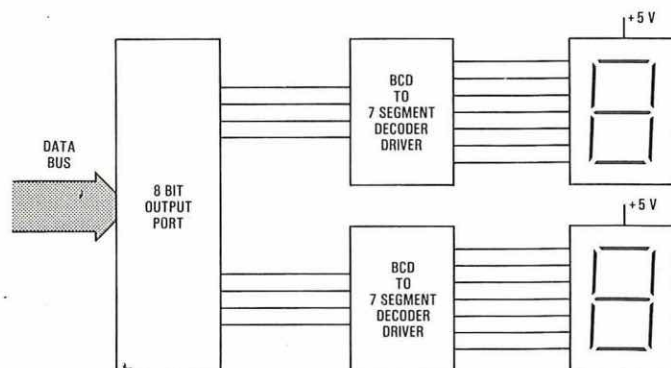 +5 V
BCD
TO
7 SEGMENT
DECODER
DRIVER
DATA
BUS
8 BIT
OUTPUT
PORT
+5 V
BCD
TO
7 SEGMENT
DECODER
DRIVER